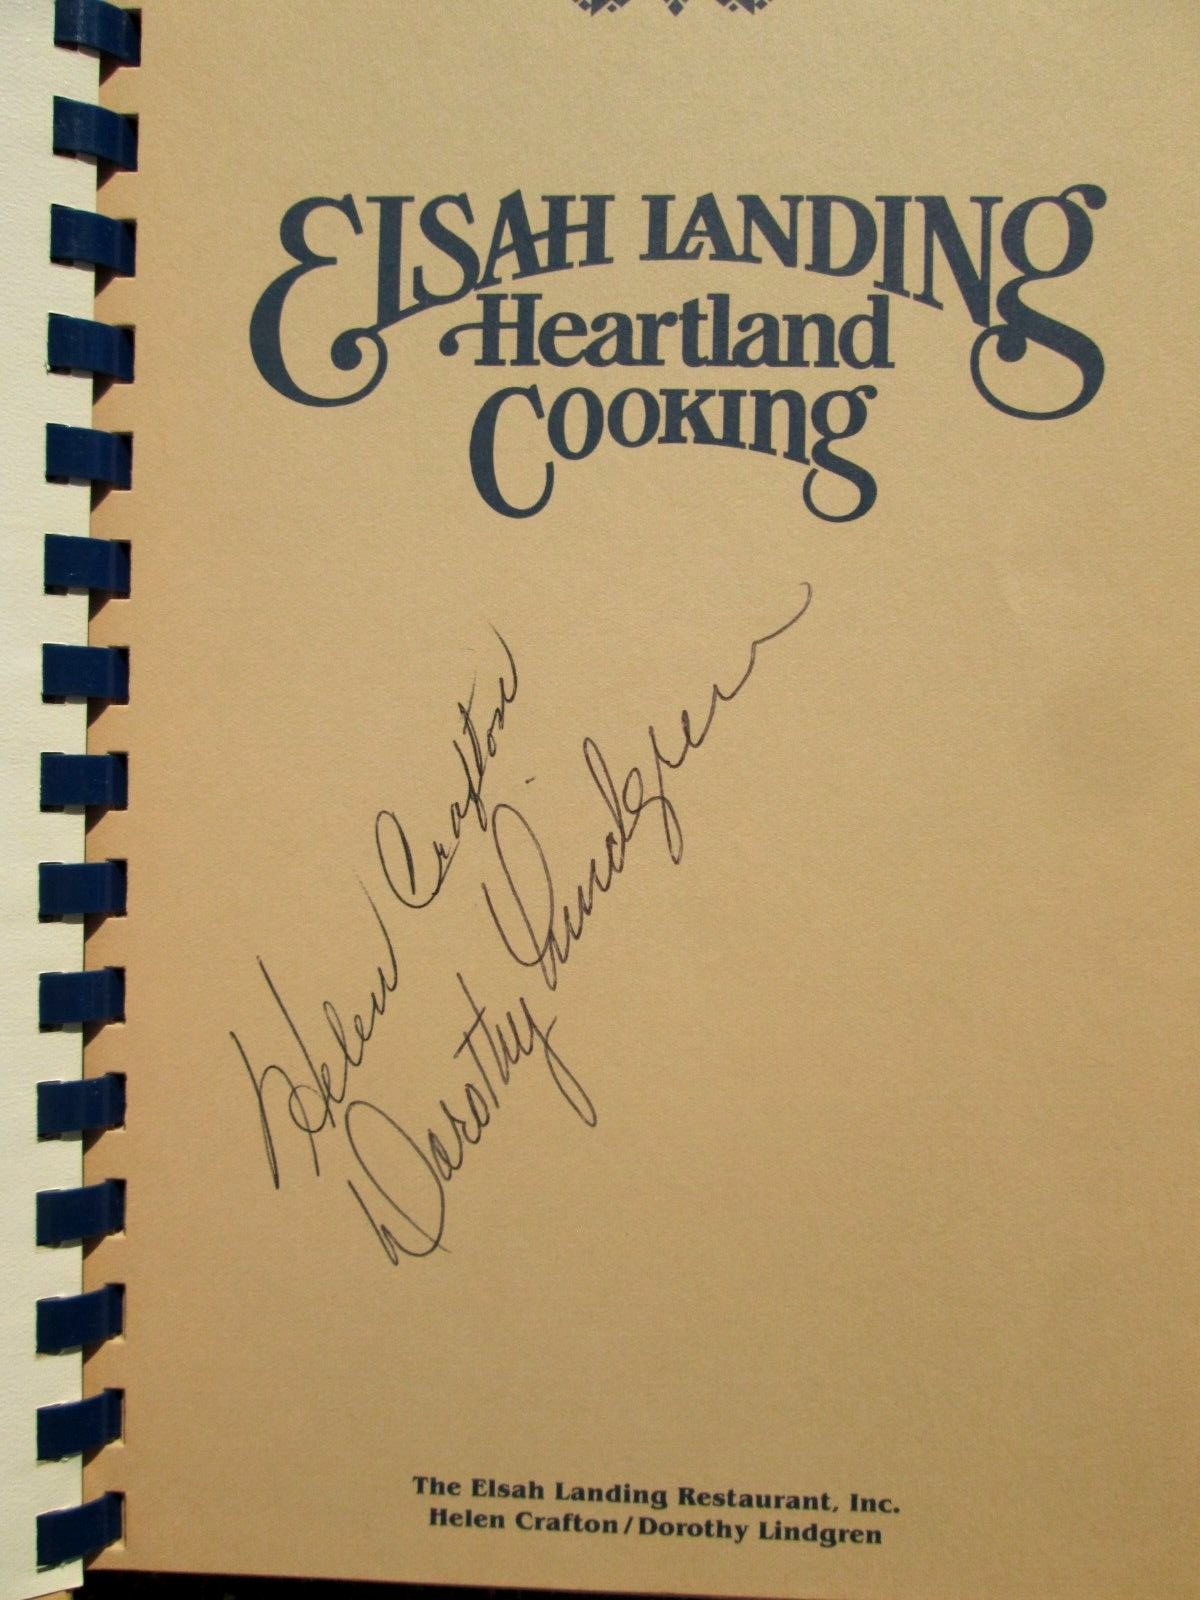 ELSAH LANDING
Heartland
Cooking
Helen Crafton
Dorothy Lindgren
The Elsah Landing Restaurant, Inc.
Helen Crafton/Dorothy Lindgren